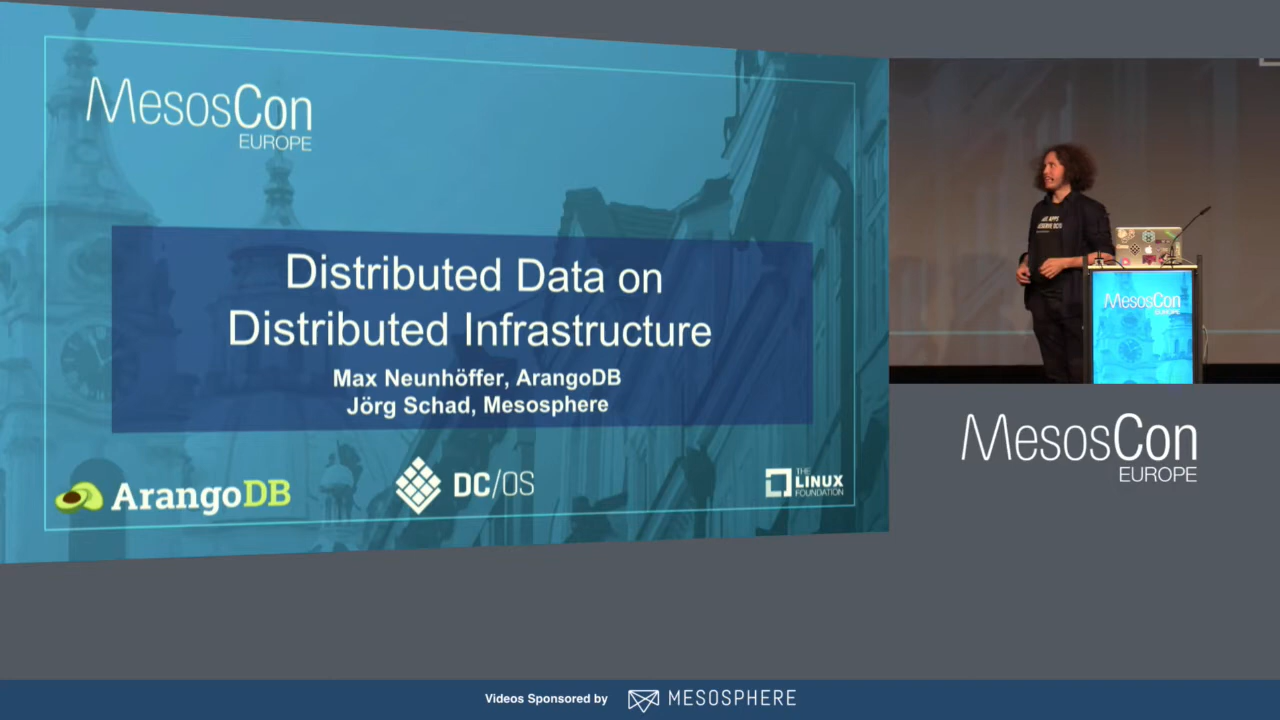 MesosCon
EUROPE
Distributed Data on
Distributed Infrastructure
Max Neunhöffer, ArangoDB
Jörg Schad, Mesosphere
ArangoDB
DC/OS
THE
LINUX
FOUNDATION
MesosCon
EUROPE
MesosCon
EUROPE
Videos Sponsored by
MESOSPHERE